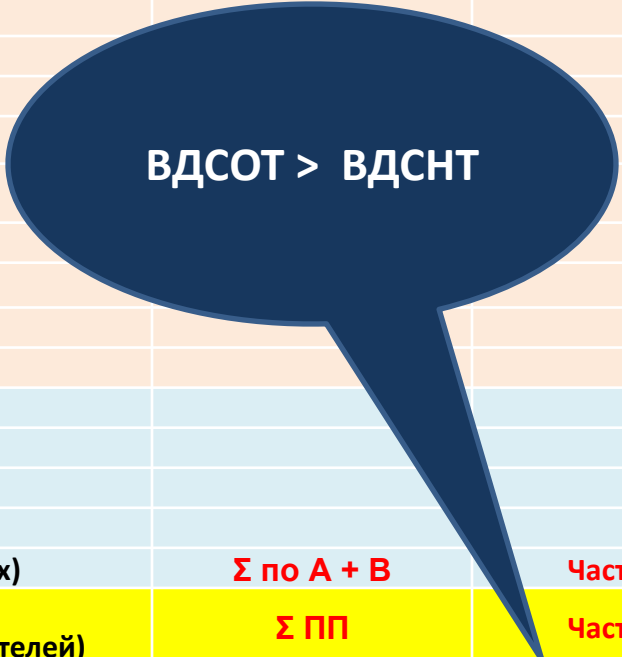 ВДСОТ > ВДСНТ
х) Σ по А + В Част
Σ ПП Част
телей)